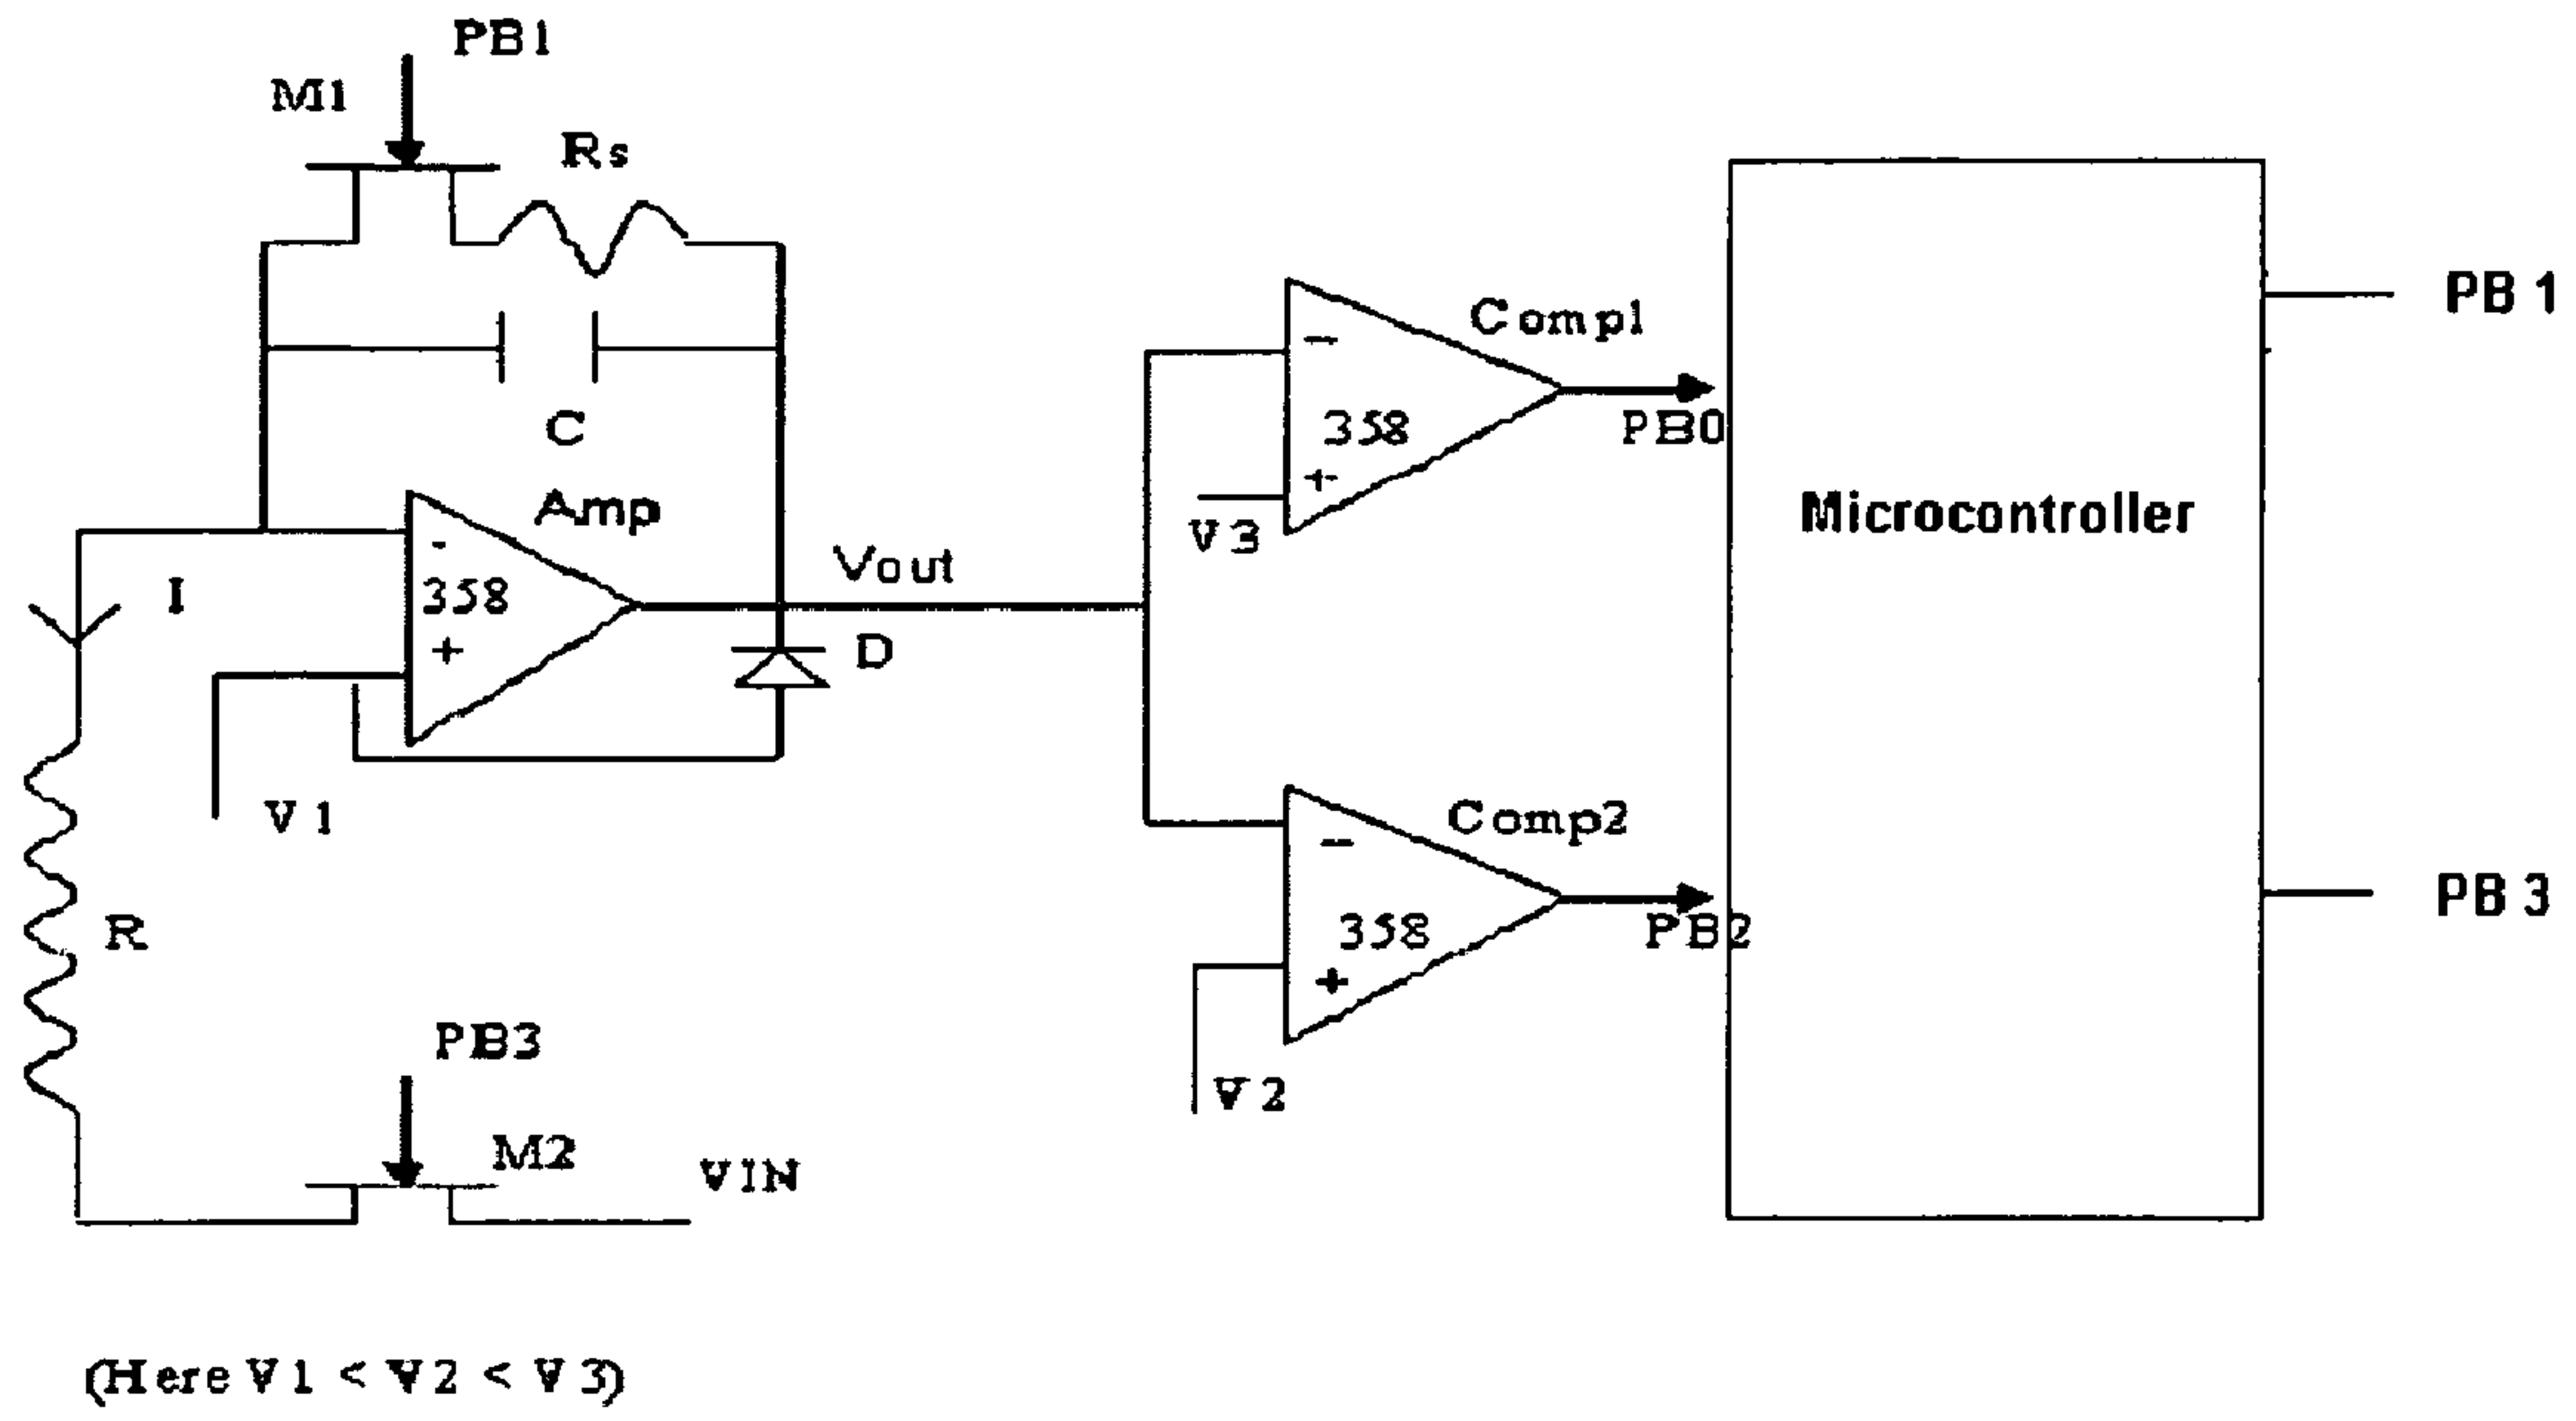 PB1
M1
Rs
C
Amp
-
358
+
I
V1
R
Vout
D
PB3
M2
VIN
Comp1
-
358
+
V3
PB0
Comp2
-
358
+
V2
PB2
Microcontroller
PB 1
PB 3
(Here V1 < V2 < V3)